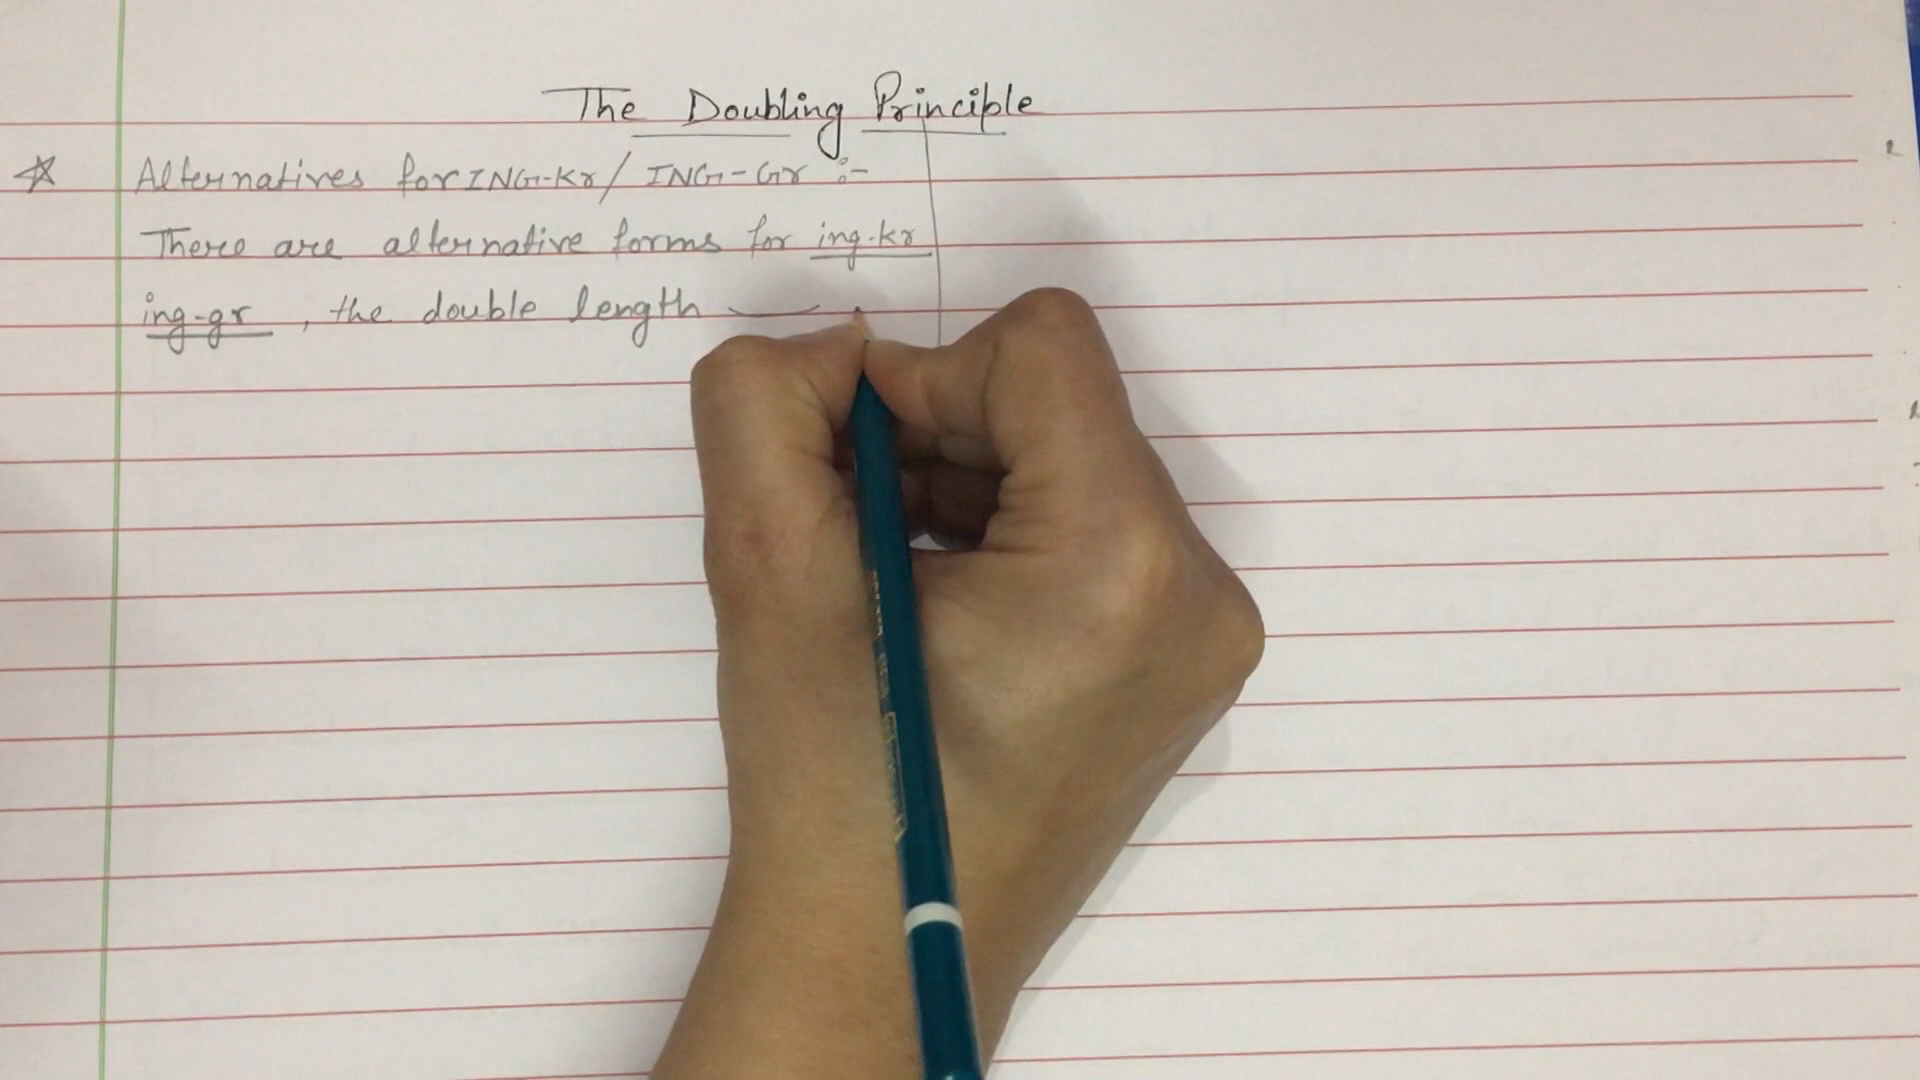 The Doubling Principle
Alternatives for ING-Kr / ING-Gr :-
There are alternative forms for ing-kr
ing-gr , the double length